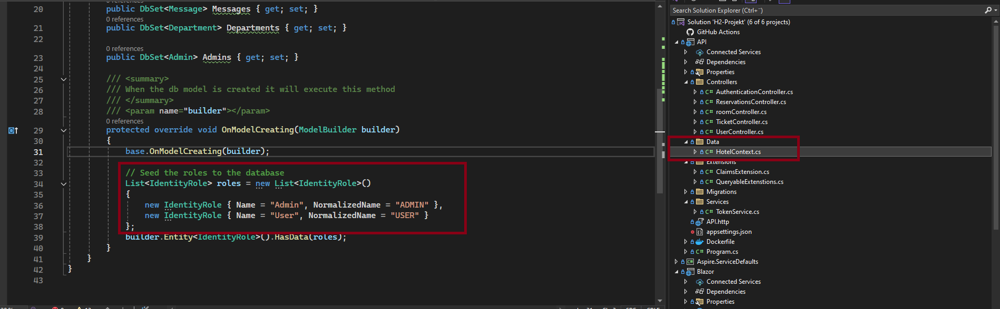 0 references
20 public DbSet<Message> Messages { get; set; }
0 references
21 public DbSet<Department> Departments { get; set; }
22
0 references
23 public DbSet<Admin> Admins { get; set; }
24
25 /// <summary>
26 /// When the db model is created it will execute this method
27 /// </summary>
28 /// <param name="builder"></param>
0 references
29 protected override void OnModelCreating(ModelBuilder builder)
30 {
31 base.OnModelCreating(builder);
32
33 // Seed the roles to the database
34 List<IdentityRole> roles = new List<IdentityRole>()
35 {
36 new IdentityRole { Name = "Admin", NormalizedName = "ADMIN" },
37 new IdentityRole { Name = "User", NormalizedName = "USER" }
38 };
39 builder.Entity<IdentityRole>().HasData(roles);
40 }
41 }
42 }
43
Search Solution Explorer (Ctrl+¨)
Solution 'H2-Projekt' (6 of 6 projects)
GitHub Actions
API
Connected Services
Dependencies
Properties
Controllers
C# AuthenticationController.cs
C# ReservationsController.cs
C# roomController.cs
C# TicketController.cs
C# UserController.cs
Data
C# HotelContext.cs
Extensions
C# ClaimsExtension.cs
C# QueryableExtenstions.cs
Migrations
Services
C# TokenService.cs
API.http
appsettings.json
Dockerfile
C# Program.cs
Aspire.ServiceDefaults
Blazor
Connected Services
Dependencies
Properties